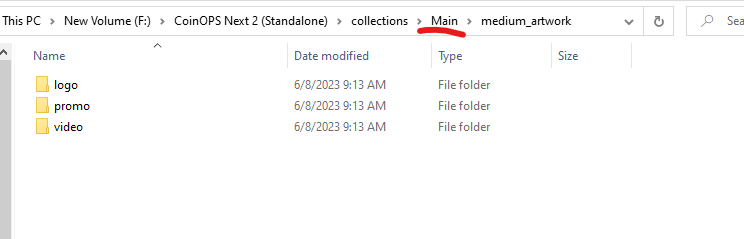 This PC > New Volume (F:) > CoinOPS Next 2 (Standalone) > collections > Main > medium_artwork
Name Date modified Type Size
logo 6/8/2023 9:13 AM File folder
promo 6/8/2023 9:13 AM File folder
video 6/8/2023 9:13 AM File folder